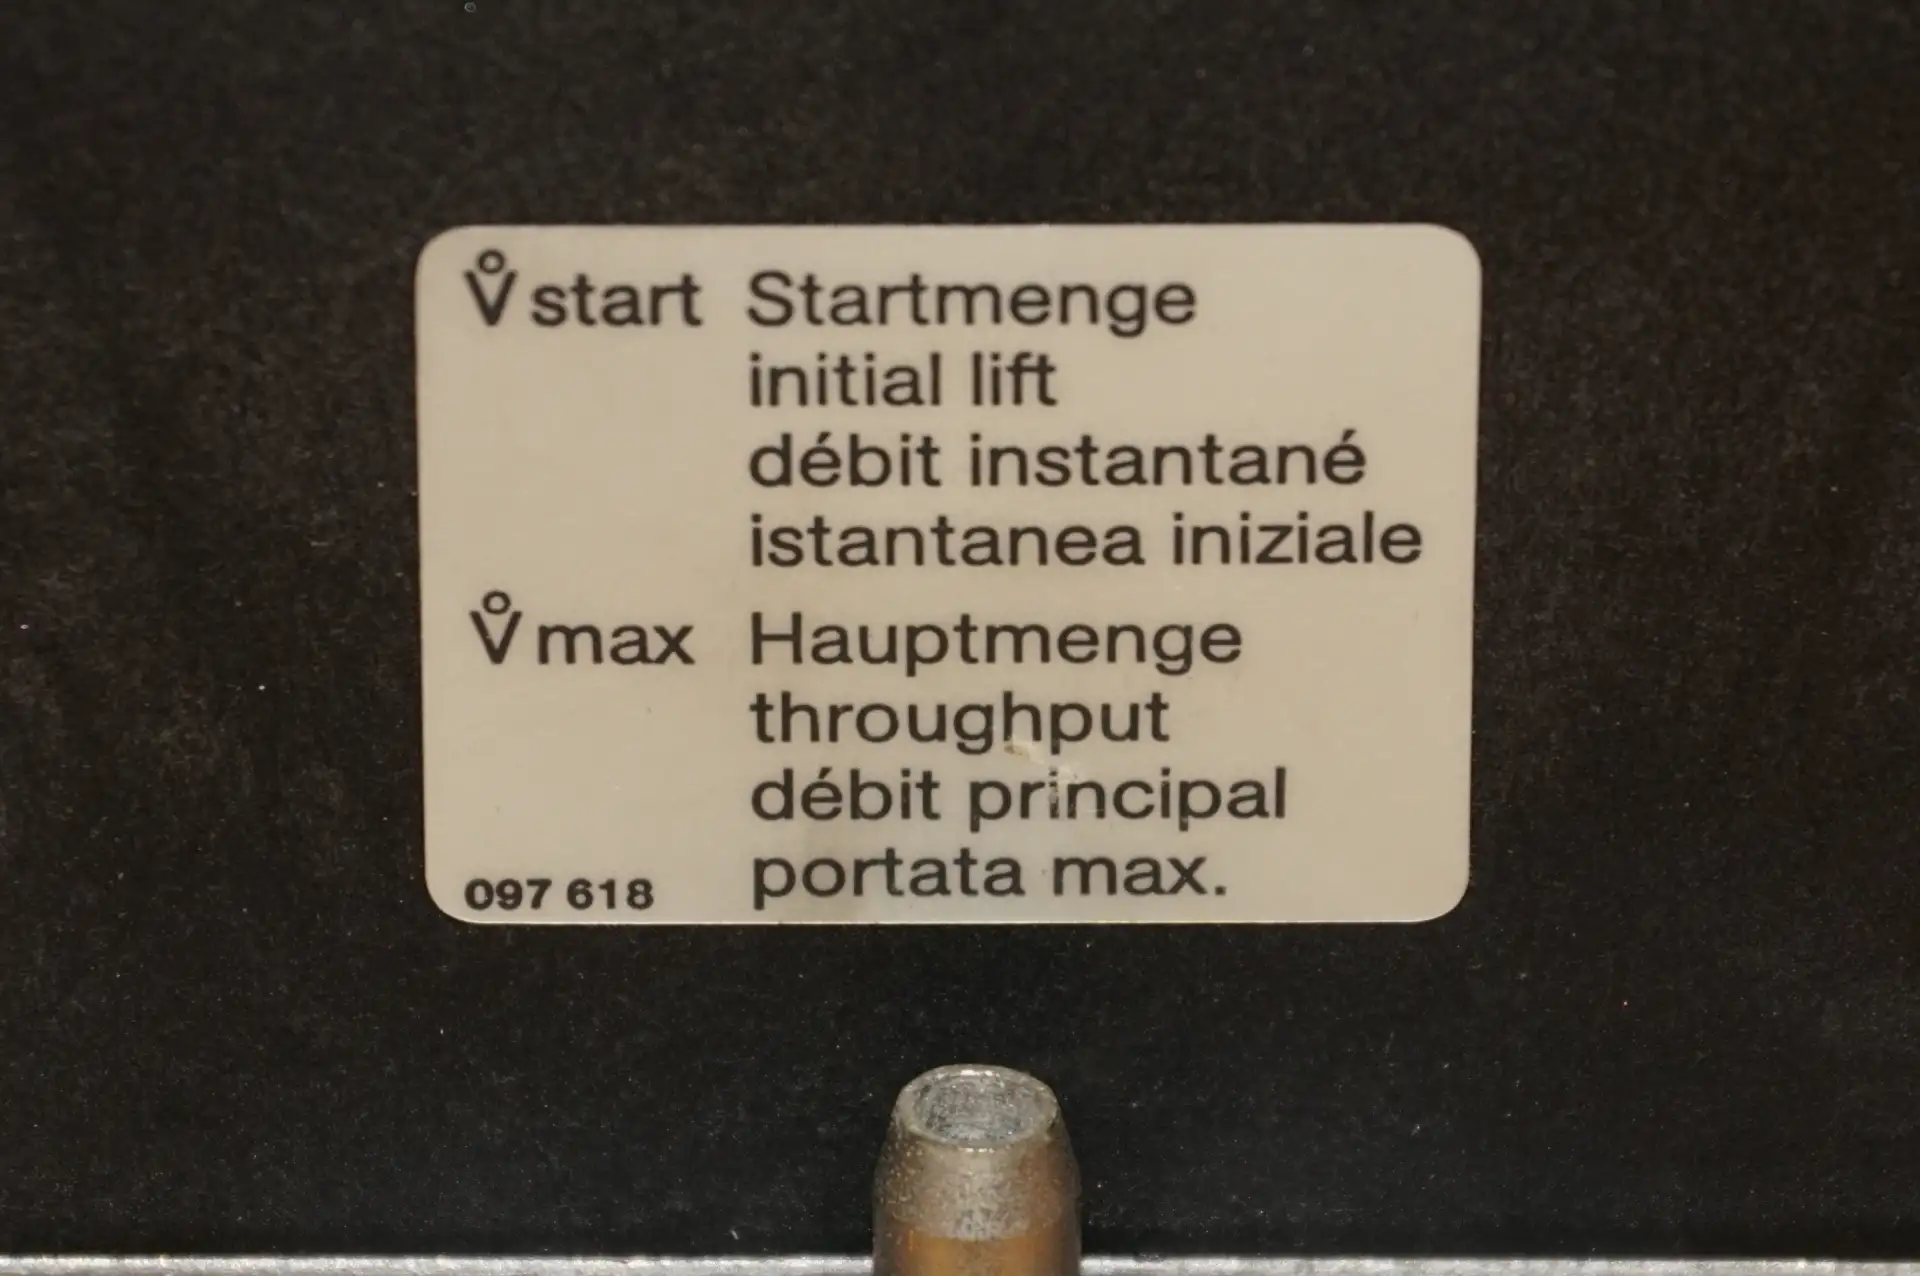 V̊ start Startmenge
initial lift
débit instantané
istantanea iniziale
V̊ max Hauptmenge
throughput
débit principal
portata max.
097 618